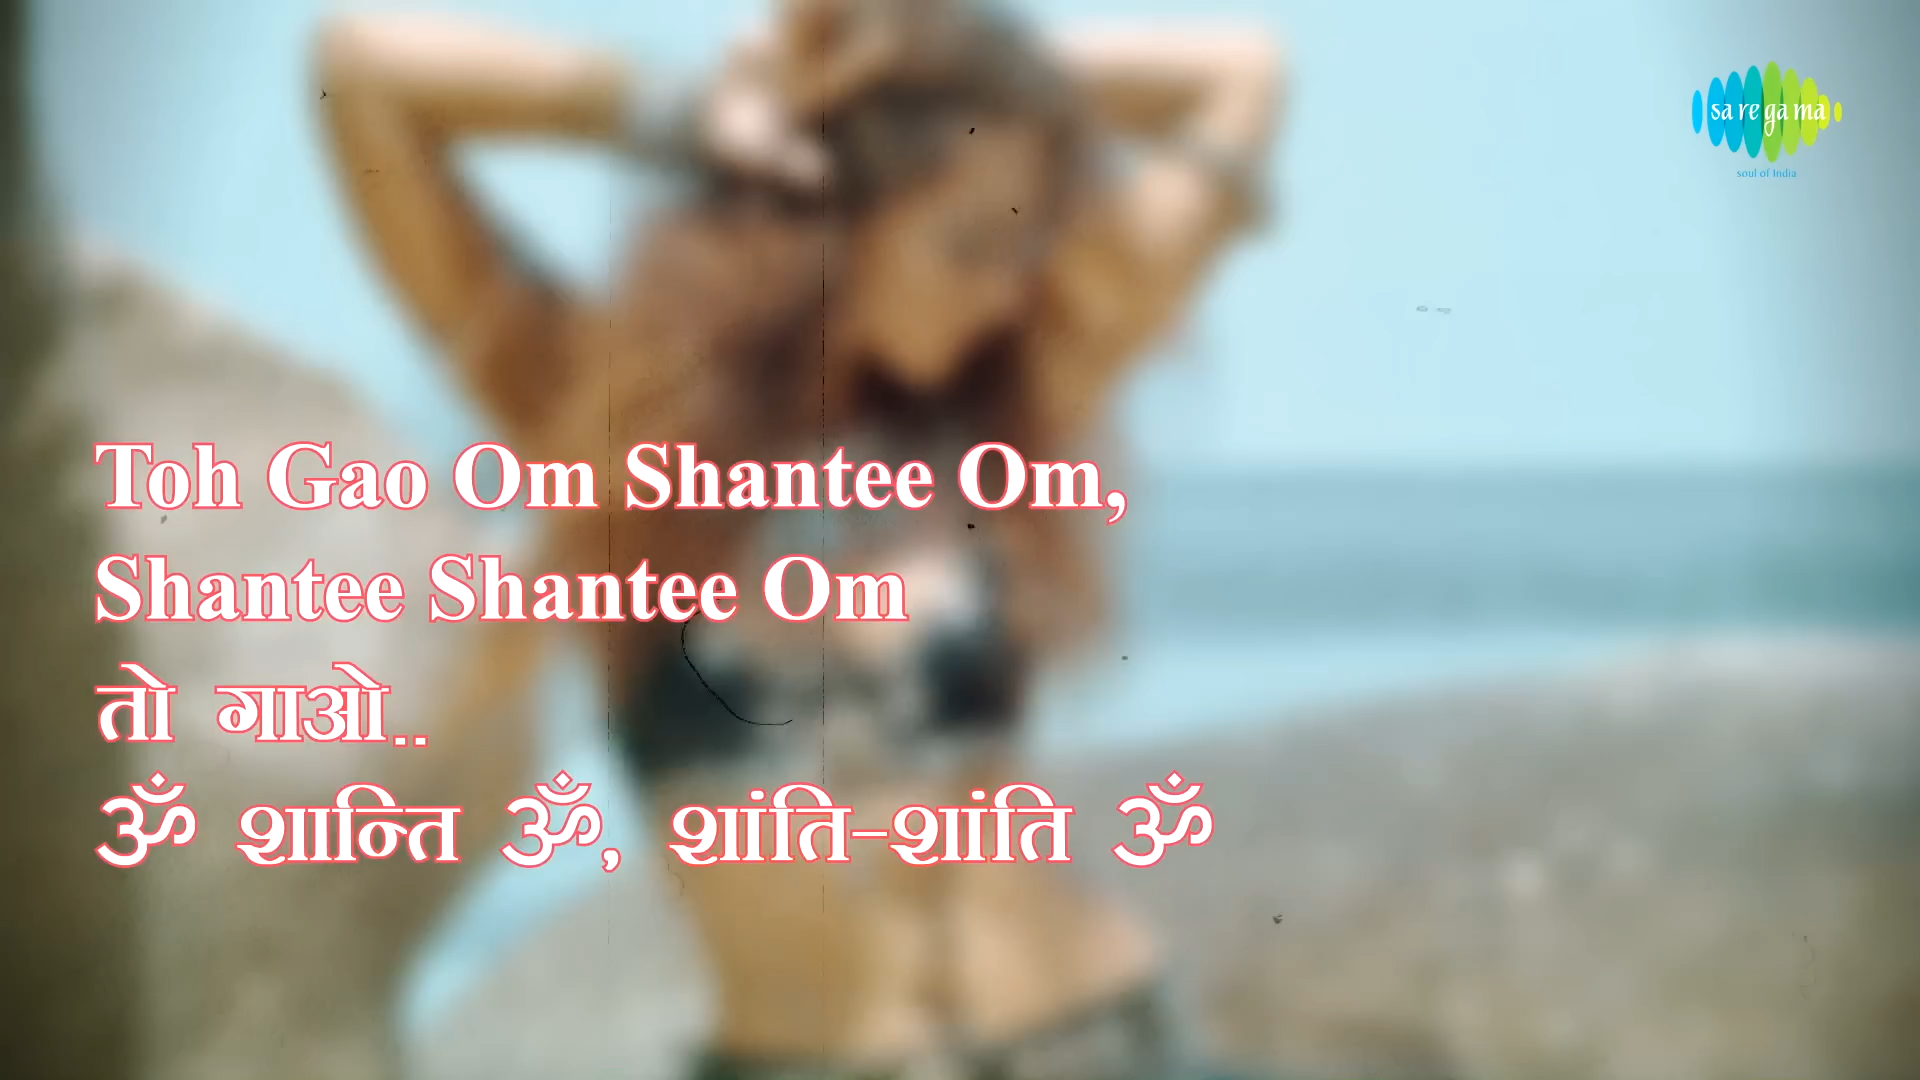 sa re ga ma
soul of India
Toh Gao Om Shantee Om,
Shantee Shantee Om
तो गाओ..
ॐ शान्ति ॐ, शांति-शांति ॐ